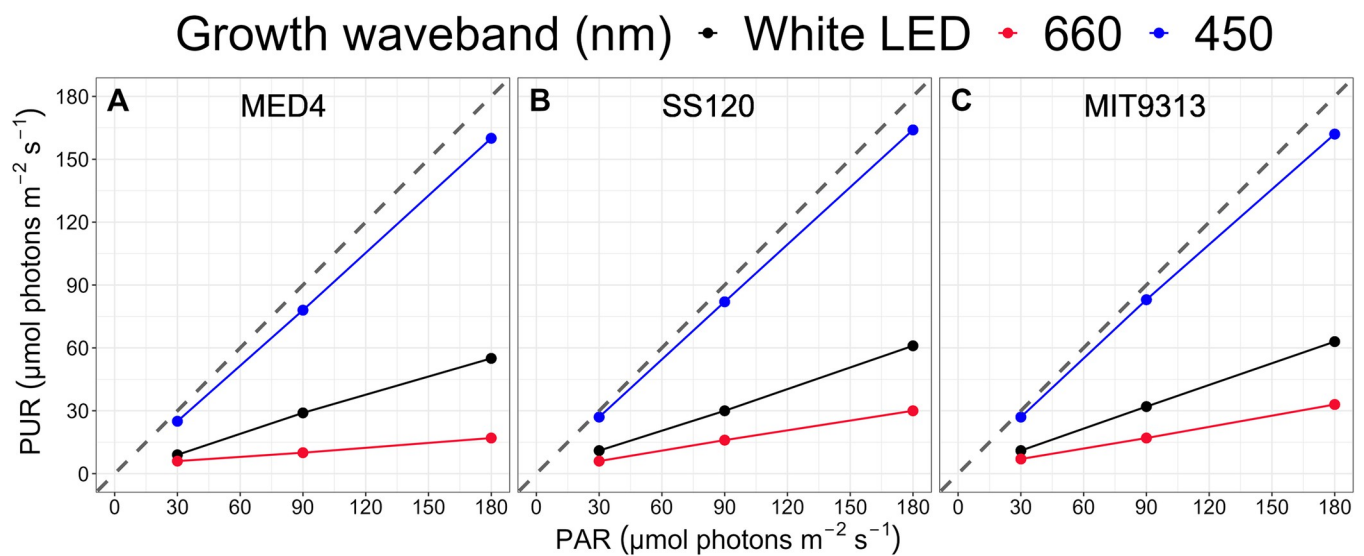 Growth waveband (nm) White LED 660 450
A MED4 B SS120 C MIT9313
PUR (µmol photons m⁻² s⁻¹)
180
150
120
90
60
30
0
0 30 60 90 120 150 180 0 30 60 90 120 150 180 0 30 60 90 120 150 180
PAR (µmol photons m⁻² s⁻¹)